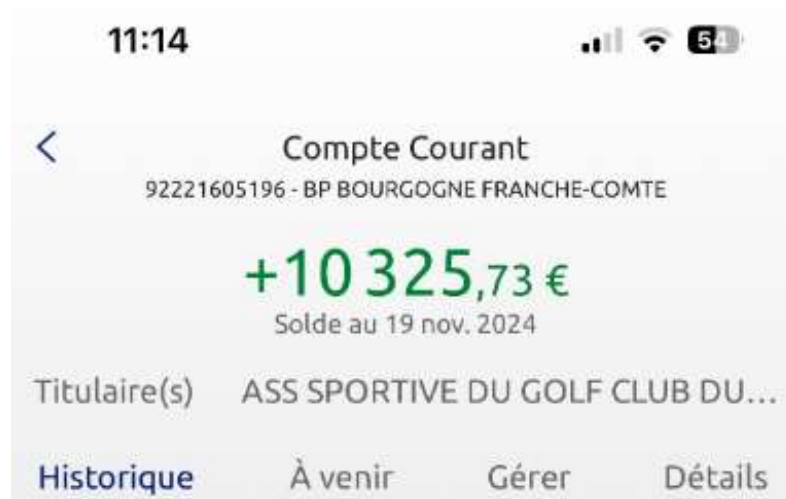 11:14 54
Compte Courant
92221605196 - BP BOURGOGNE FRANCHE-COMTE
+10 325,73 €
Solde au 19 nov. 2024
Titulaire(s) ASS SPORTIVE DU GOLF CLUB DU...
Historique À venir Gérer Détails